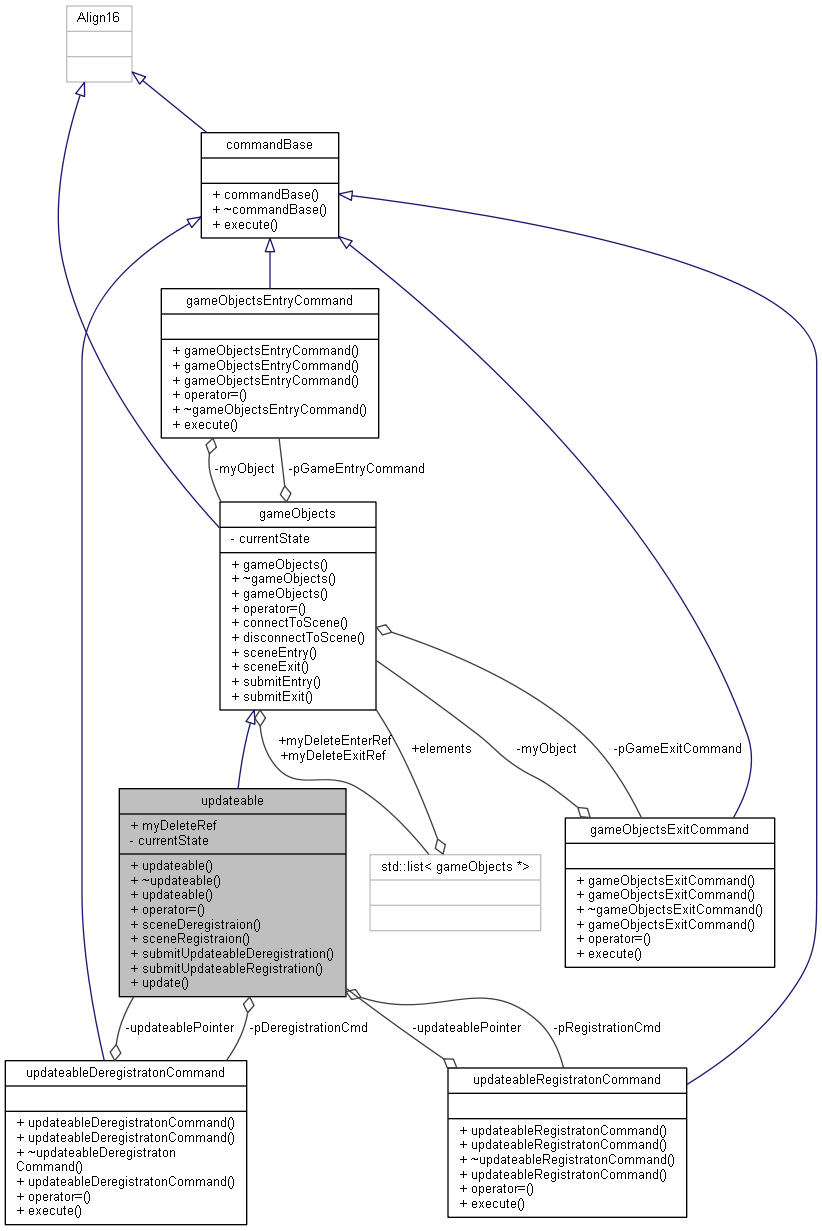 Align16
commandBase
+ commandBase()
+ ~commandBase()
+ execute()
gameObjectsEntryCommand
+ gameObjectsEntryCommand()
+ gameObjectsEntryCommand()
+ gameObjectsEntryCommand()
+ operator=()
+ ~gameObjectsEntryCommand()
+ execute()
-myObject
-pGameEntryCommand
gameObjects
- currentState
+ gameObjects()
+ ~gameObjects()
+ gameObjects()
+ operator=()
+ connectToScene()
+ disconnectToScene()
+ sceneEntry()
+ sceneExit()
+ submitEntry()
+ submitExit()
+myDeleteEnterRef
+myDeleteExitRef
+elements
-myObject
-pGameExitCommand
updateable
+ myDeleteRef
- currentState
+ updateable()
+ ~updateable()
+ updateable()
+ operator=()
+ sceneDeregistraion()
+ sceneRegistraion()
+ submitUpdateableDeregistration()
+ submitUpdateableRegistration()
+ update()
std::list< gameObjects *>
gameObjectsExitCommand
+ gameObjectsExitCommand()
+ gameObjectsExitCommand()
+ ~gameObjectsExitCommand()
+ gameObjectsExitCommand()
+ operator=()
+ execute()
-updateablePointer
-pDeregistrationCmd
-updateablePointer
-pRegistrationCmd
updateableDeregistratonCommand
+ updateableDeregistratonCommand()
+ updateableDeregistratonCommand()
+ ~updateableDeregistraton
Command()
+ updateableDeregistratonCommand()
+ operator=()
+ execute()
updateableRegistratonCommand
+ updateableRegistratonCommand()
+ updateableRegistratonCommand()
+ ~updateableRegistratonCommand()
+ updateableRegistratonCommand()
+ operator=()
+ execute()